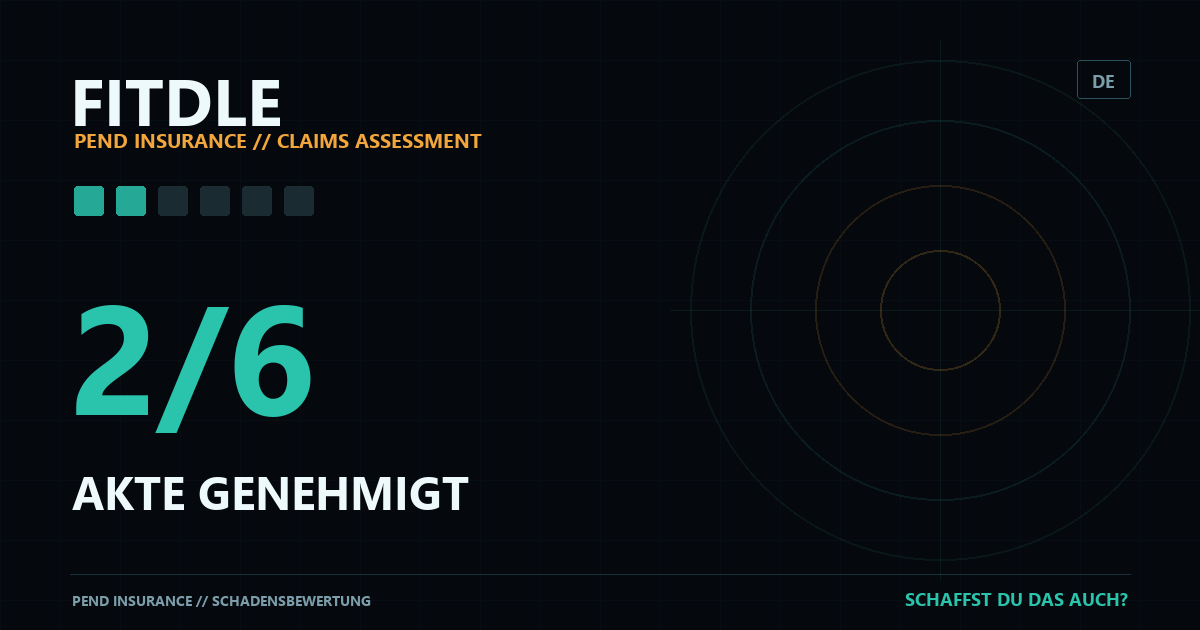 FITDLE
DE
PEND INSURANCE // CLAIMS ASSESSMENT
2/6
AKTE GENEHMIGT
PEND INSURANCE // SCHADENSBEWERTUNG
SCHAFFST DU DAS AUCH?